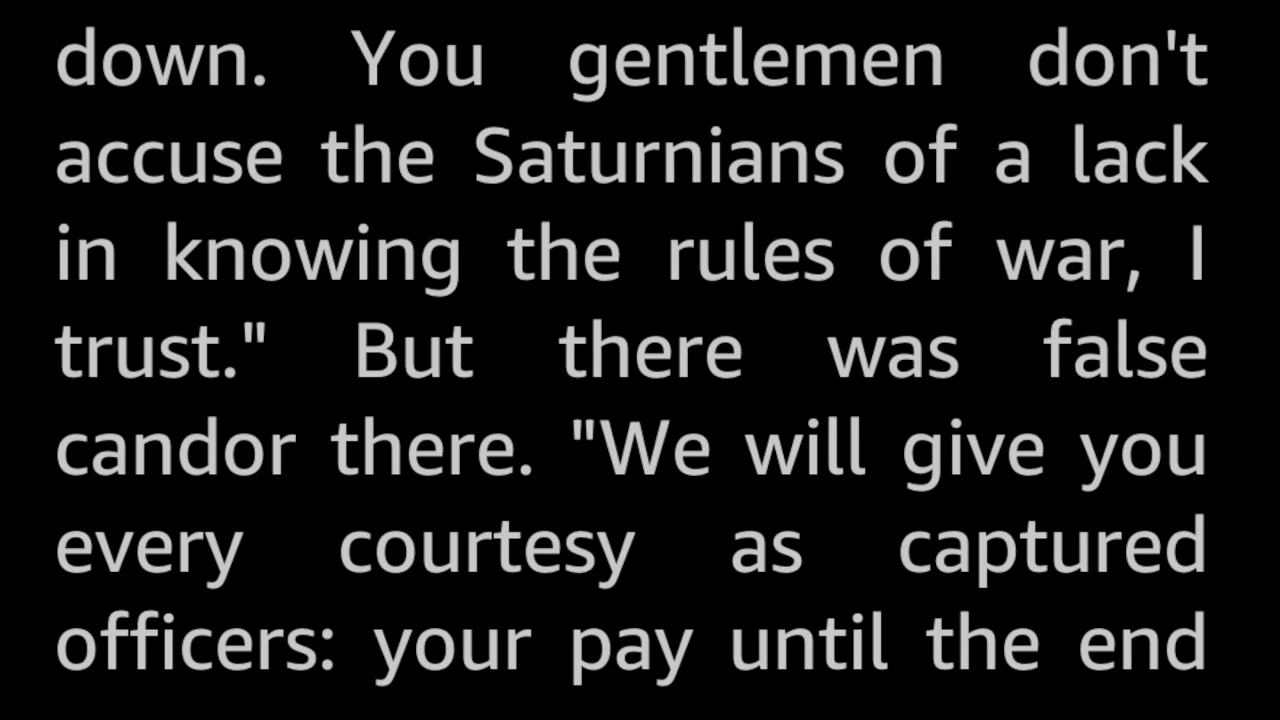 down. You gentlemen don't
accuse the Saturnians of a lack
in knowing the rules of war, I
trust." But there was false
candor there. "We will give you
every courtesy as captured
officers: your pay until the end